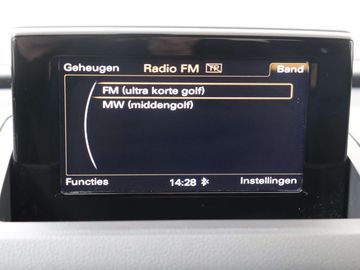 Geheugen Radio FM TP Band
FM (ultra korte golf)
MW (middengolf)
Functies 14:28 Instellingen